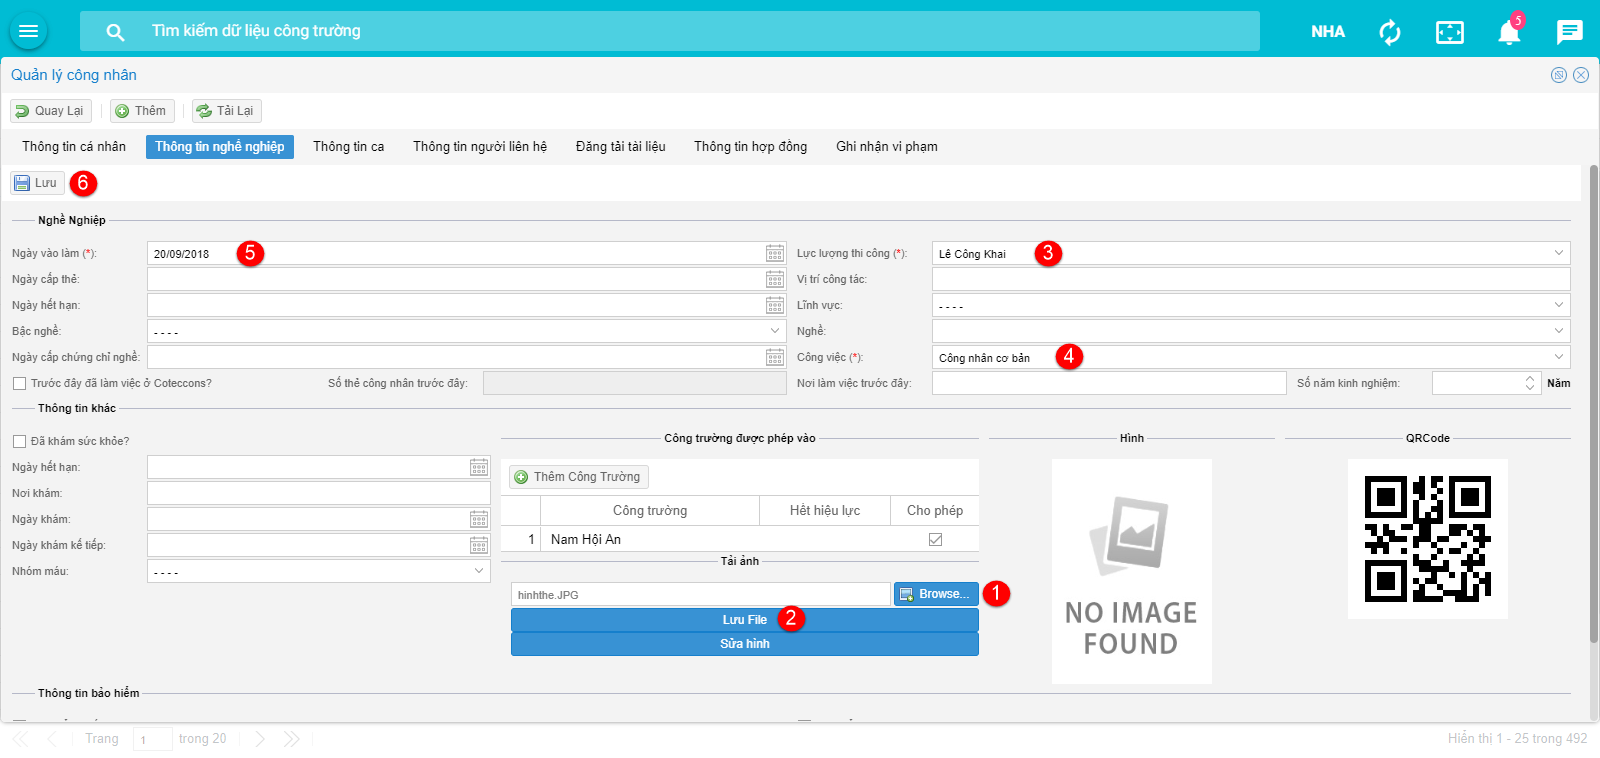 Tìm kiếm dữ liệu công trường
NHA
5
Quản lý công nhân
Quay Lại
Thêm
Tải Lại
Thông tin cá nhân
Thông tin nghề nghiệp
Thông tin ca
Thông tin người liên hệ
Đăng tải tài liệu
Thông tin hợp đồng
Ghi nhận vi phạm
Lưu
6
Nghề Nghiệp
Ngày vào làm (*):
20/09/2018
5
Lực lượng thi công (*):
Lê Công Khai
3
Ngày cấp thẻ:
Vị trí công tác:
Ngày hết hạn:
Lĩnh vực:
- - - -
Bậc nghề:
- - - -
Nghề:
Ngày cấp chứng chỉ nghề:
Công việc (*):
Công nhân cơ bản
4
Trước đây đã làm việc ở Coteccons?
Số thẻ công nhân trước đây:
Nơi làm việc trước đây:
Số năm kinh nghiệm:
Năm
Thông tin khác
Đã khám sức khỏe?
Ngày hết hạn:
Nơi khám:
Ngày khám:
Ngày khám kế tiếp:
Nhóm máu:
- - - -
Công trường được phép vào
Thêm Công Trường
Công trường
Hết hiệu lực
Cho phép
1
Nam Hội An
Tải ảnh
hinhthe.JPG
Browse...
1
Lưu File
2
Sửa hình
Hình
NO IMAGE
FOUND
QRCode
Thông tin bảo hiểm
Trang
1
trong 20
Hiển thị 1 - 25 trong 492